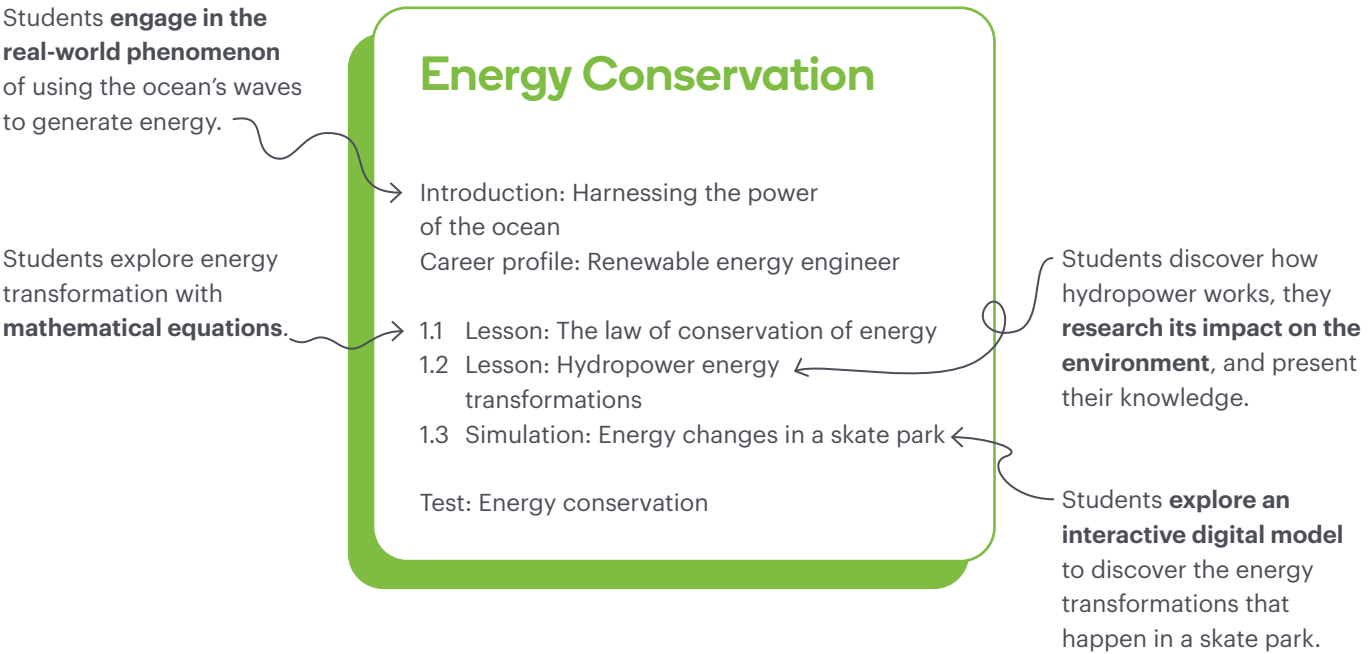 Students engage in the
real-world phenomenon
of using the ocean’s waves
to generate energy.
Students explore energy
transformation with
mathematical equations.
Energy Conservation
Introduction: Harnessing the power
of the ocean
Career profile: Renewable energy engineer
1.1 Lesson: The law of conservation of energy
1.2 Lesson: Hydropower energy
transformations
1.3 Simulation: Energy changes in a skate park
Test: Energy conservation
Students discover how
hydropower works, they
research its impact on the
environment, and present
their knowledge.
Students explore an
interactive digital model
to discover the energy
transformations that
happen in a skate park.